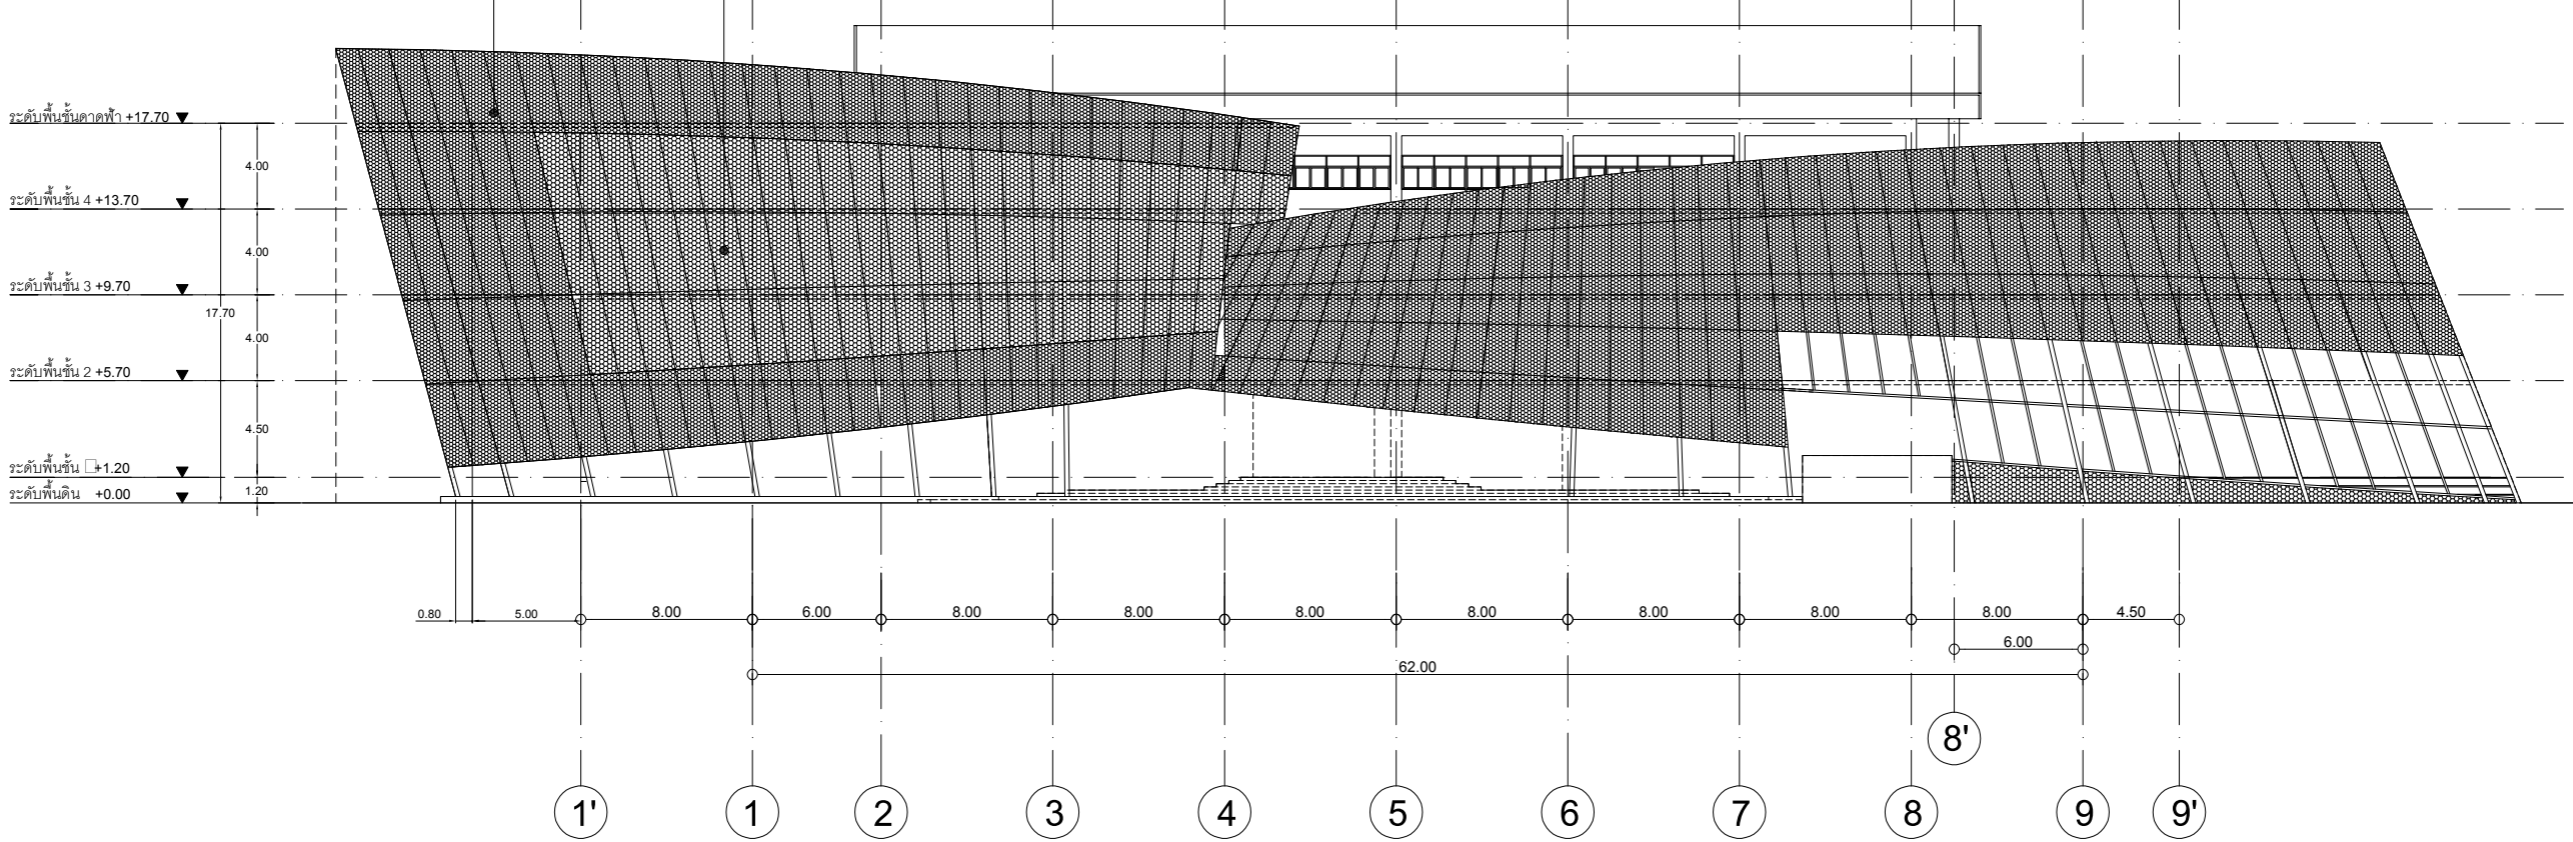 ระดับพื้นชั้นดาดฟ้า +17.70
4.00
ระดับพื้นชั้น 4 +13.70
4.00
ระดับพื้นชั้น 3 +9.70
17.70
4.00
ระดับพื้นชั้น 2 +5.70
4.50
ระดับพื้นชั้น □+1.20
ระดับพื้นดิน +0.00
1.20
0.80 5.00 8.00 6.00 8.00 8.00 8.00 8.00 8.00 8.00 8.00 4.50
6.00
62.00
8'
1' 1 2 3 4 5 6 7 8 9 9'